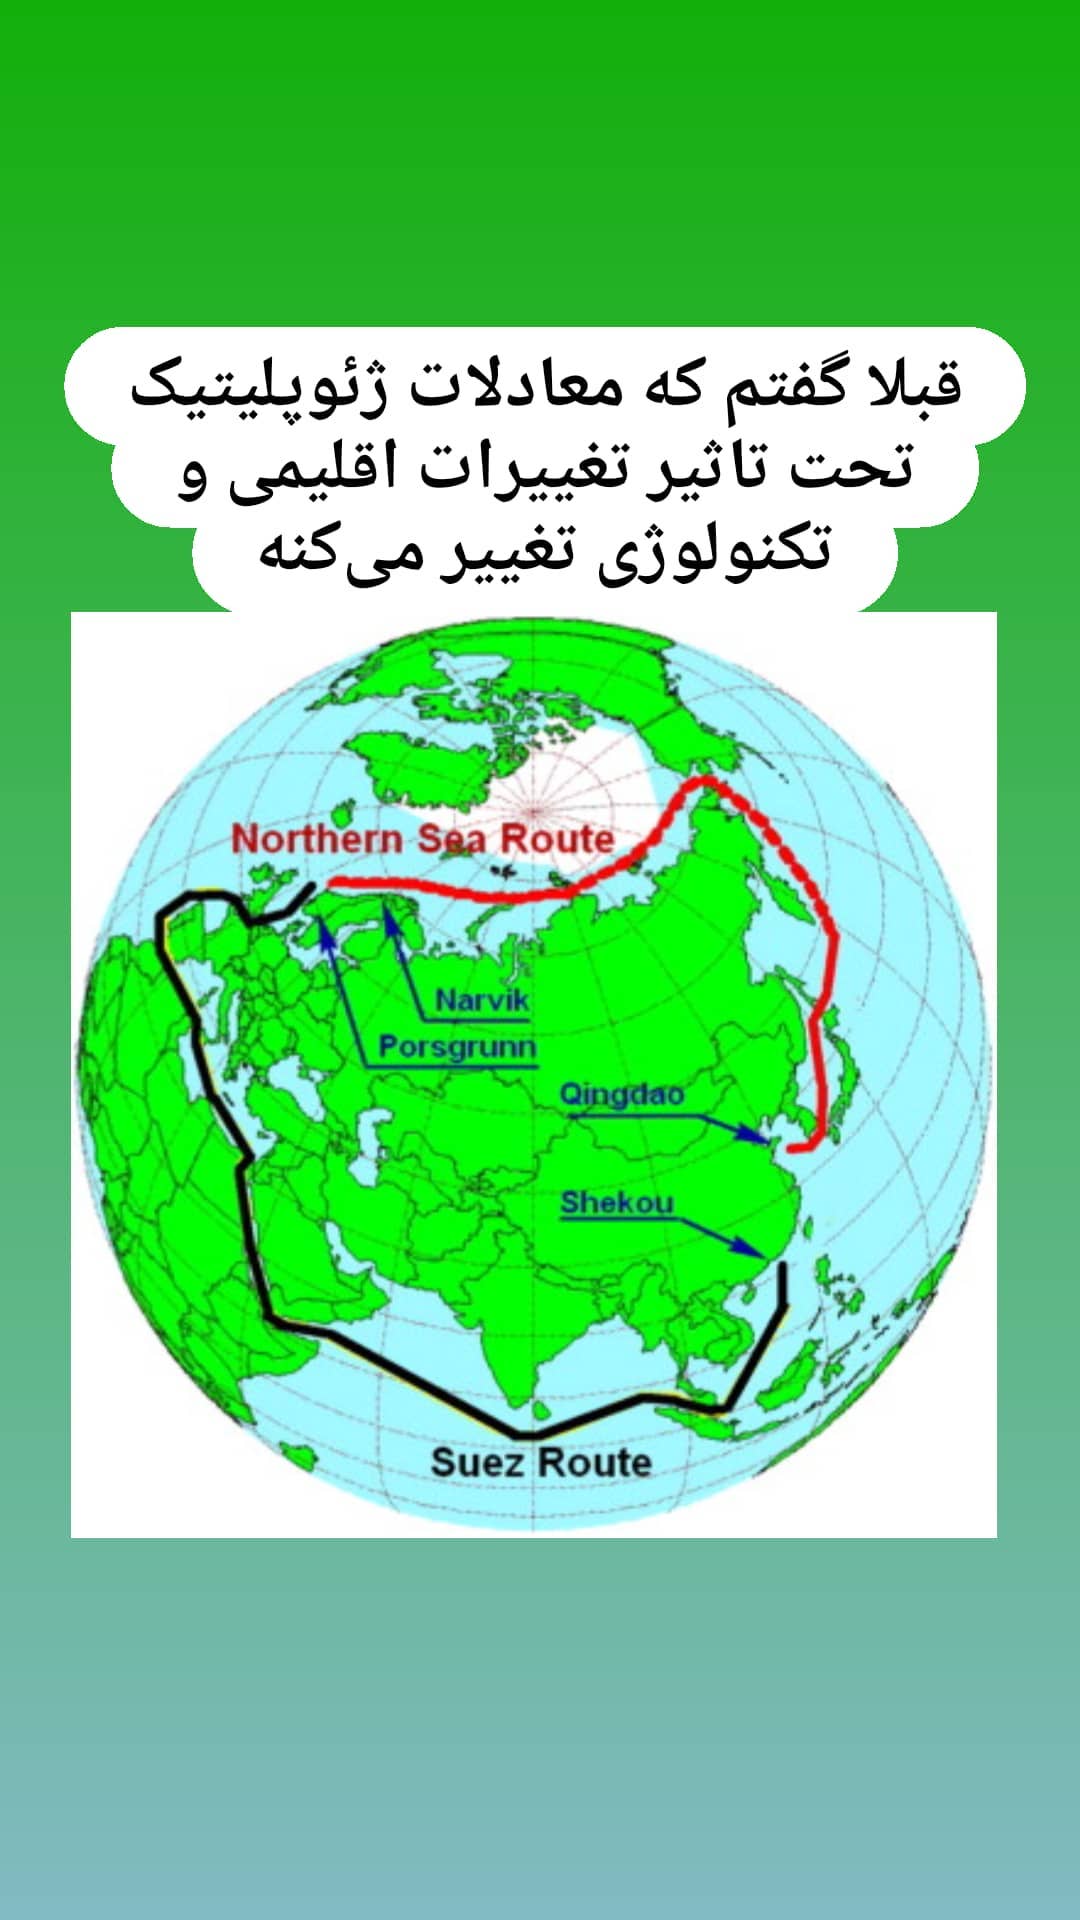 قبلا گفتم که معادلات ژئوپلیتیک
تحت تاثیر تغییرات اقلیمی و
تکنولوژی تغییر می‌کنه
Northern Sea Route
Narvik
Porsgrunn
Qingdao
Shekou
Suez Route